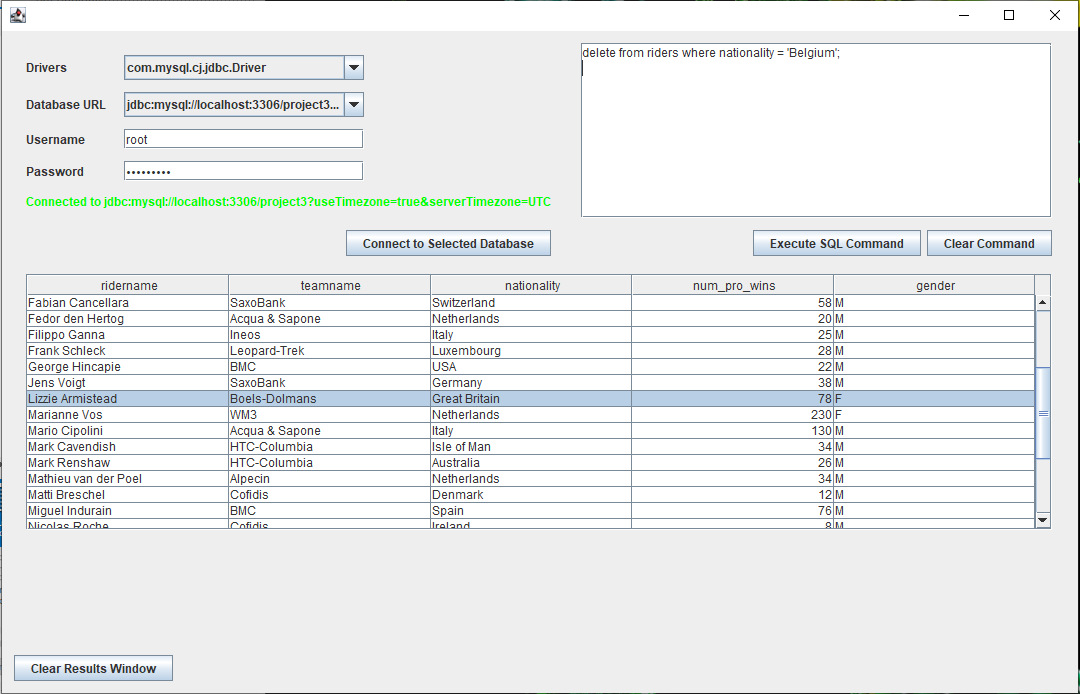 Drivers com.mysql.cj.jdbc.Driver
Database URL jdbc:mysql://localhost:3306/project3...
Username root
Password •••••••••
Connected to jdbc:mysql://localhost:3306/project3?useTimezone=true&serverTimezone=UTC
delete from riders where nationality = 'Belgium';
Connect to Selected Database Execute SQL Command Clear Command
ridername teamname nationality num_pro_wins gender
Fabian Cancellara SaxoBank Switzerland 58 M
Fedor den Hertog Acqua & Sapone Netherlands 20 M
Filippo Ganna Ineos Italy 25 M
Frank Schleck Leopard-Trek Luxembourg 28 M
George Hincapie BMC USA 22 M
Jens Voigt SaxoBank Germany 38 M
Lizzie Armistead Boels-Dolmans Great Britain 78 F
Marianne Vos WM3 Netherlands 230 F
Mario Cipolini Acqua & Sapone Italy 130 M
Mark Cavendish HTC-Columbia Isle of Man 34 M
Mark Renshaw HTC-Columbia Australia 26 M
Mathieu van der Poel Alpecin Netherlands 34 M
Matti Breschel Cofidis Denmark 12 M
Miguel Indurain BMC Spain 76 M
Nicolas Roche Cofidis Ireland 8 M
Clear Results Window